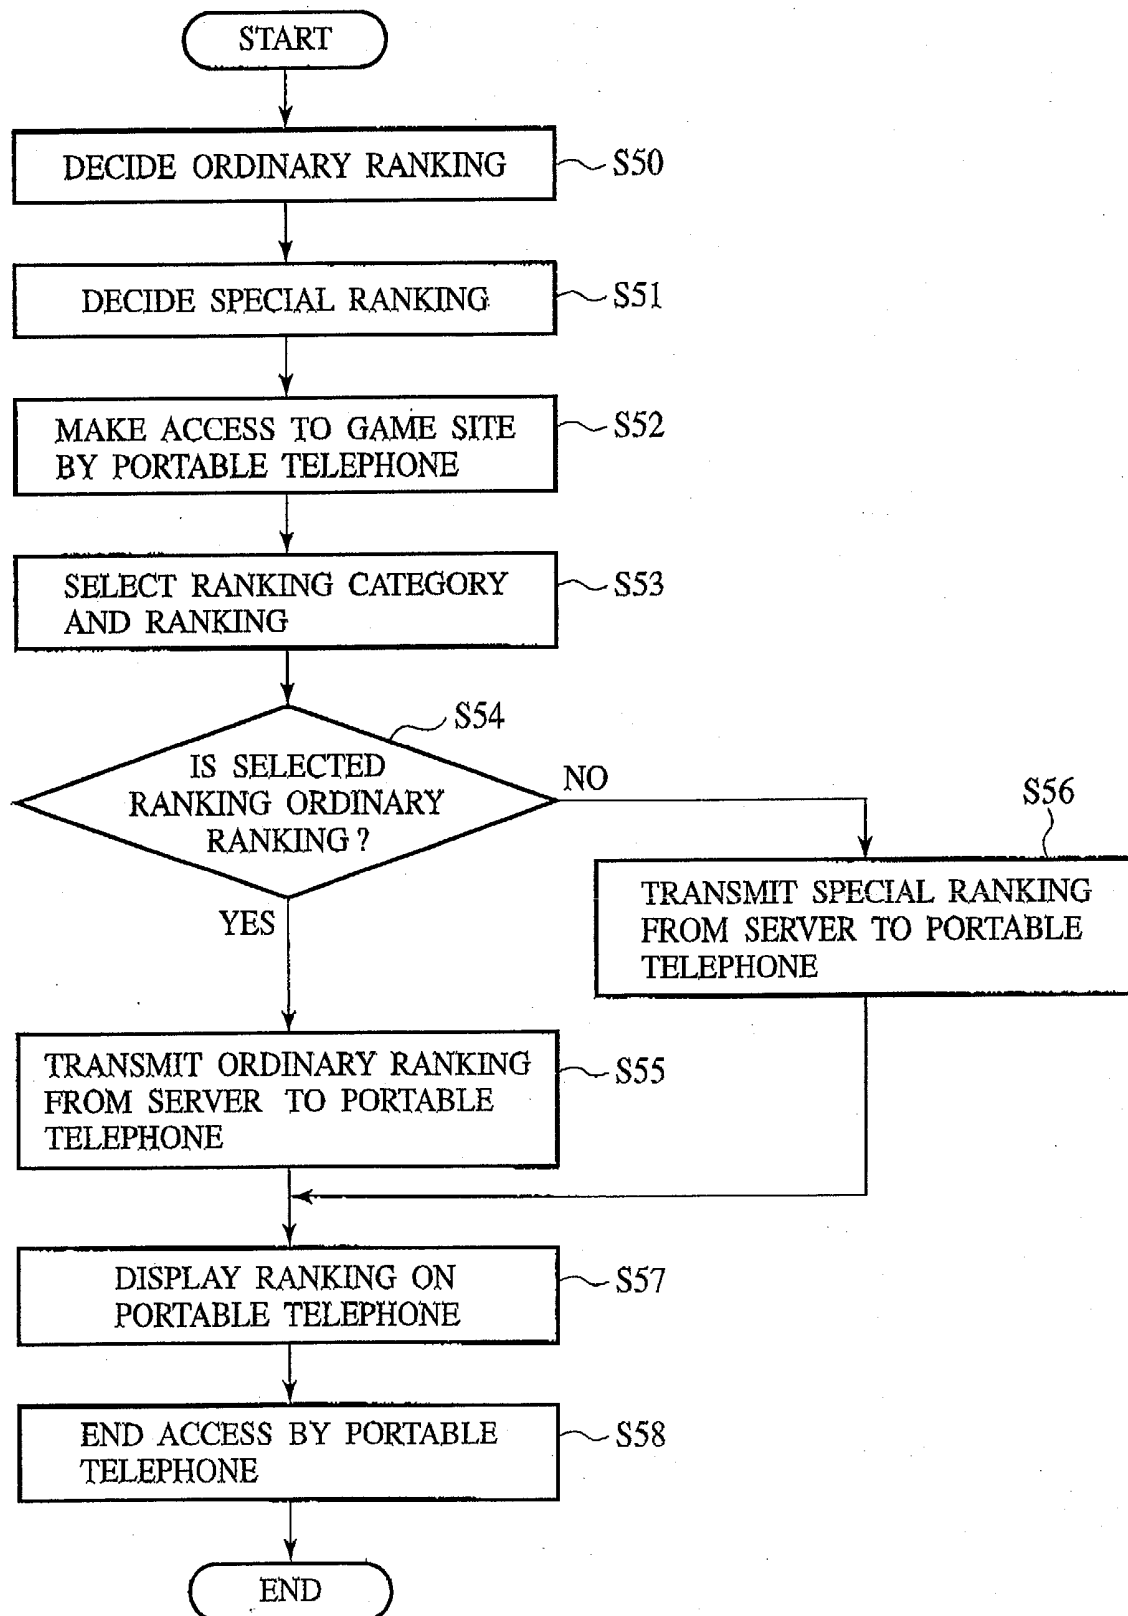 START
DECIDE ORDINARY RANKING
S50
DECIDE SPECIAL RANKING
S51
MAKE ACCESS TO GAME SITE
BY PORTABLE TELEPHONE
S52
SELECT RANKING CATEGORY
AND RANKING
S53
S54
IS SELECTED
RANKING ORDINARY
RANKING?
NO
YES
S56
TRANSMIT SPECIAL RANKING
FROM SERVER TO PORTABLE
TELEPHONE
TRANSMIT ORDINARY RANKING
FROM SERVER TO PORTABLE
TELEPHONE
S55
DISPLAY RANKING ON
PORTABLE TELEPHONE
S57
END ACCESS BY PORTABLE
TELEPHONE
S58
END